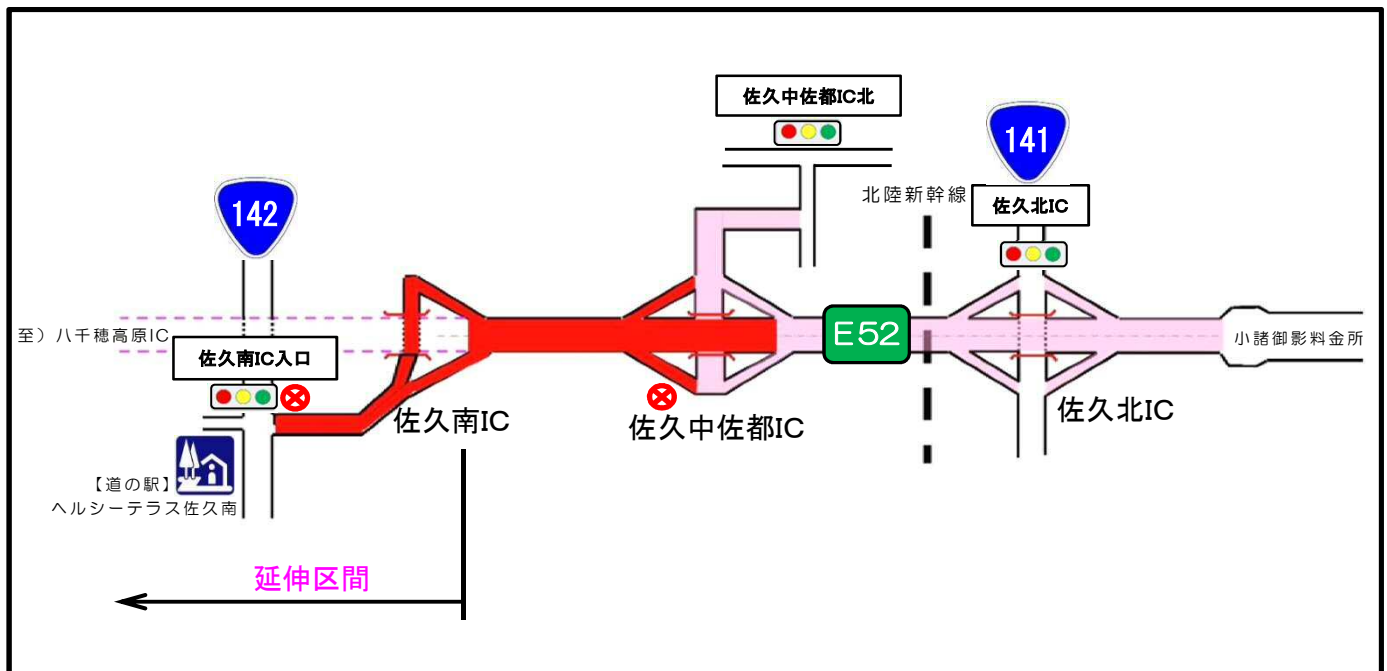 佐久中佐都IC北
141
142
北陸新幹線
佐久北IC
至）八千穂高原IC
佐久南IC入口
E52
小諸御影料金所
佐久南IC
佐久中佐都IC
佐久北IC
【道の駅】
ヘルシーテラス佐久南
延伸区間